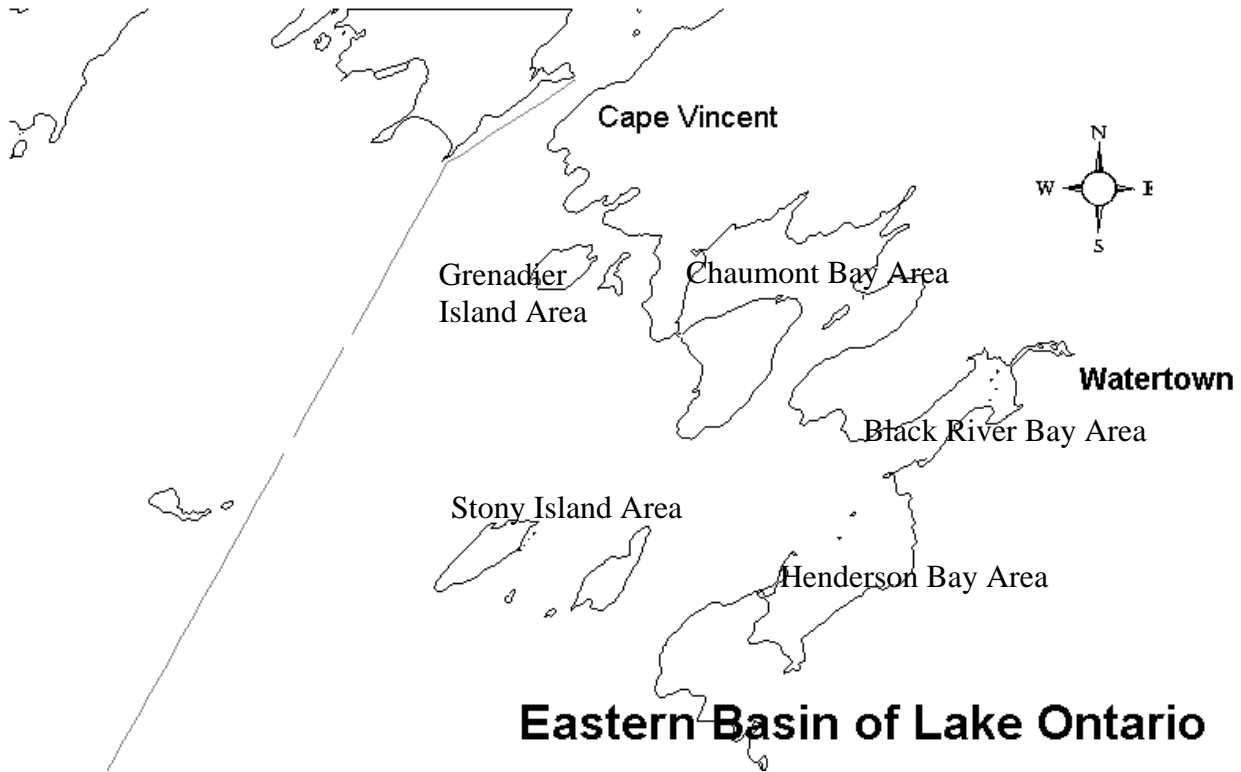 Cape Vincent
N
W
E
S
Grenadier
Island Area
Chaumont Bay Area
Watertown
Black River Bay Area
Stony Island Area
Henderson Bay Area
Eastern Basin of Lake Ontario